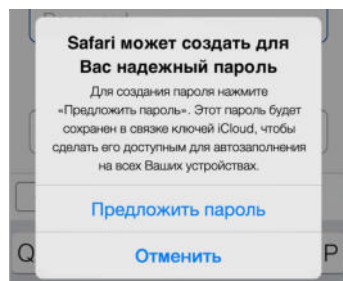 Safari может создать для
Вас надежный пароль
Для создания пароля нажмите
«Предложить пароль». Этот пароль будет
сохранен в связке ключей iCloud, чтобы
сделать его доступным для автозаполнения
на всех Ваших устройствах.
Предложить пароль
Отменить
Q
P